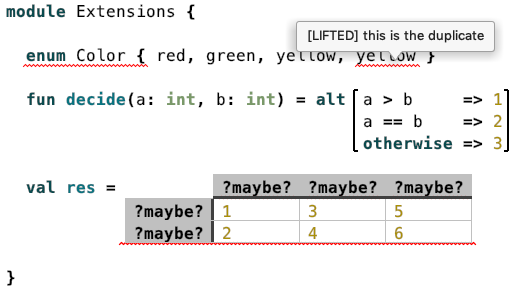 module Extensions {
[LIFTED] this is the duplicate
enum Color { red, green, yellow, yellow }
fun decide(a: int, b: int) = alt a > b => 1
a == b => 2
otherwise => 3
val res = ?maybe? ?maybe? ?maybe?
?maybe? 1 3 5
?maybe? 2 4 6
}